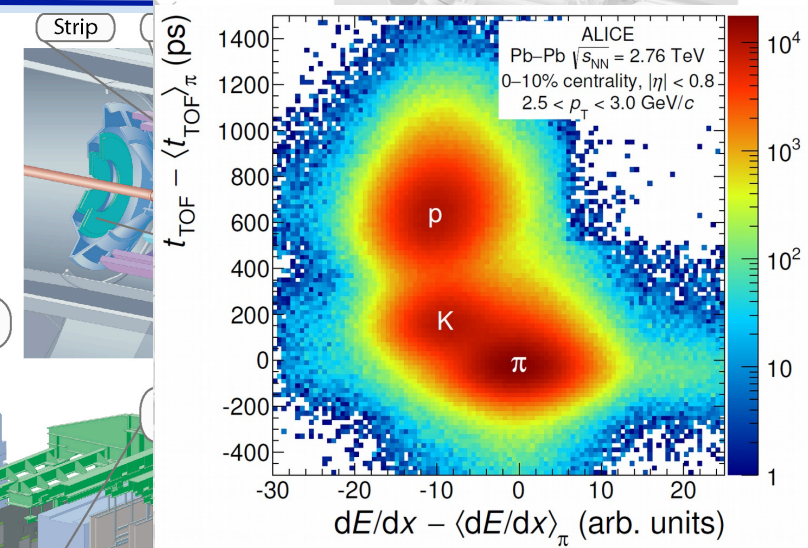 Strip
ALICE
Pb–Pb √sNN = 2.76 TeV
0–10% centrality, |η| < 0.8
2.5 < pT < 3.0 GeV/c
tTOF − ⟨tTOF⟩π (ps)
1400
1200
1000
800
600
400
200
0
-200
-400
p
K
π
-30
-20
-10
0
10
20
dE/dx − ⟨dE/dx⟩π (arb. units)
10⁴
10³
10²
10
1